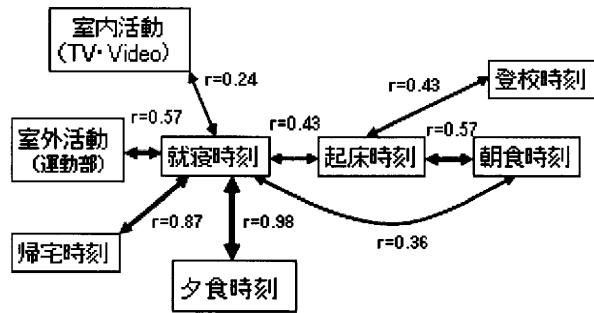 室内活動
(TV・Video)
r=0.24
r=0.43
登校時刻
室外活動
(運動部)
r=0.57
就寝時刻
r=0.43
起床時刻
r=0.57
朝食時刻
帰宅時刻
r=0.87
r=0.98
r=0.36
夕食時刻